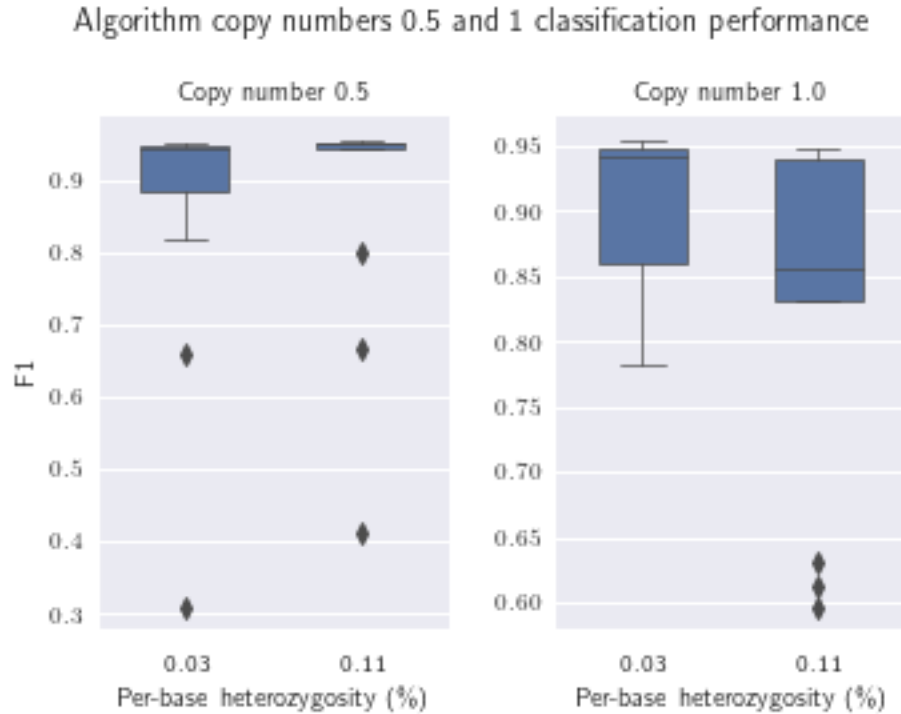 Algorithm copy numbers 0.5 and 1 classification performance
Copy number 0.5
0.9
0.8
0.7
0.6
0.5
0.4
0.3
F1
0.03 0.11
Per-base heterozygosity (%)
Copy number 1.0
0.95
0.90
0.85
0.80
0.75
0.70
0.65
0.60
0.03 0.11
Per-base heterozygosity (%)